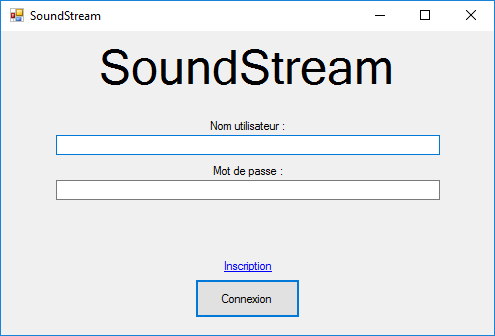 SoundStream
SoundStream
Nom utilisateur :
Mot de passe :
Inscription
Connexion